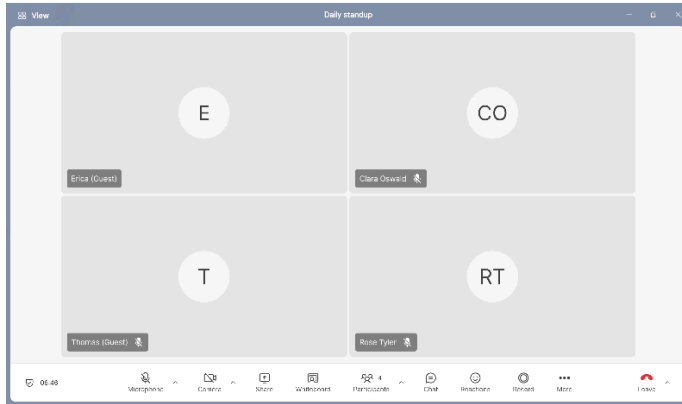 View
Daily standup
E
CO
Erica (Guest)
Clara Oswald
T
RT
Thomas (Guest)
Rose Tyler
06:46
Microphone
Camera
Share
Whiteboard
Participants
4
Chat
Reactions
Record
More
Leave